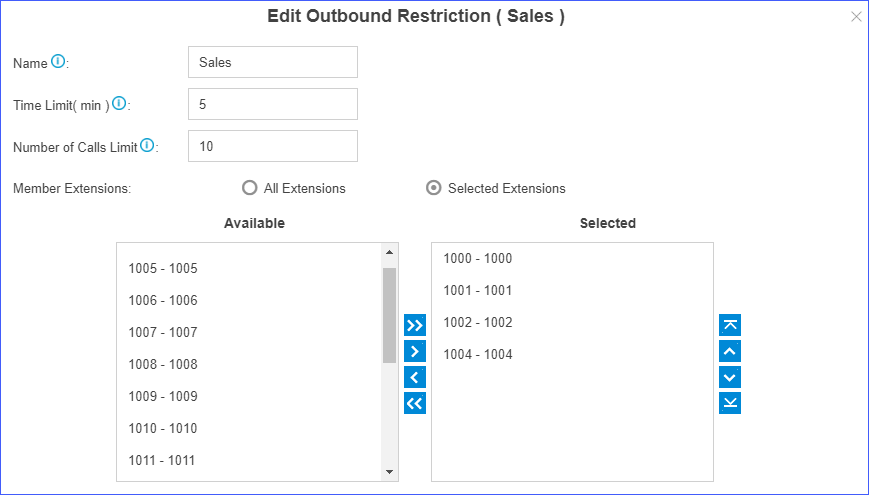 Edit Outbound Restriction ( Sales )
Name :
Sales
Time Limit( min ) :
5
Number of Calls Limit :
10
Member Extensions:
All Extensions
Selected Extensions
Available
Selected
1005 - 1005
1006 - 1006
1007 - 1007
1008 - 1008
1009 - 1009
1010 - 1010
1011 - 1011
1000 - 1000
1001 - 1001
1002 - 1002
1004 - 1004